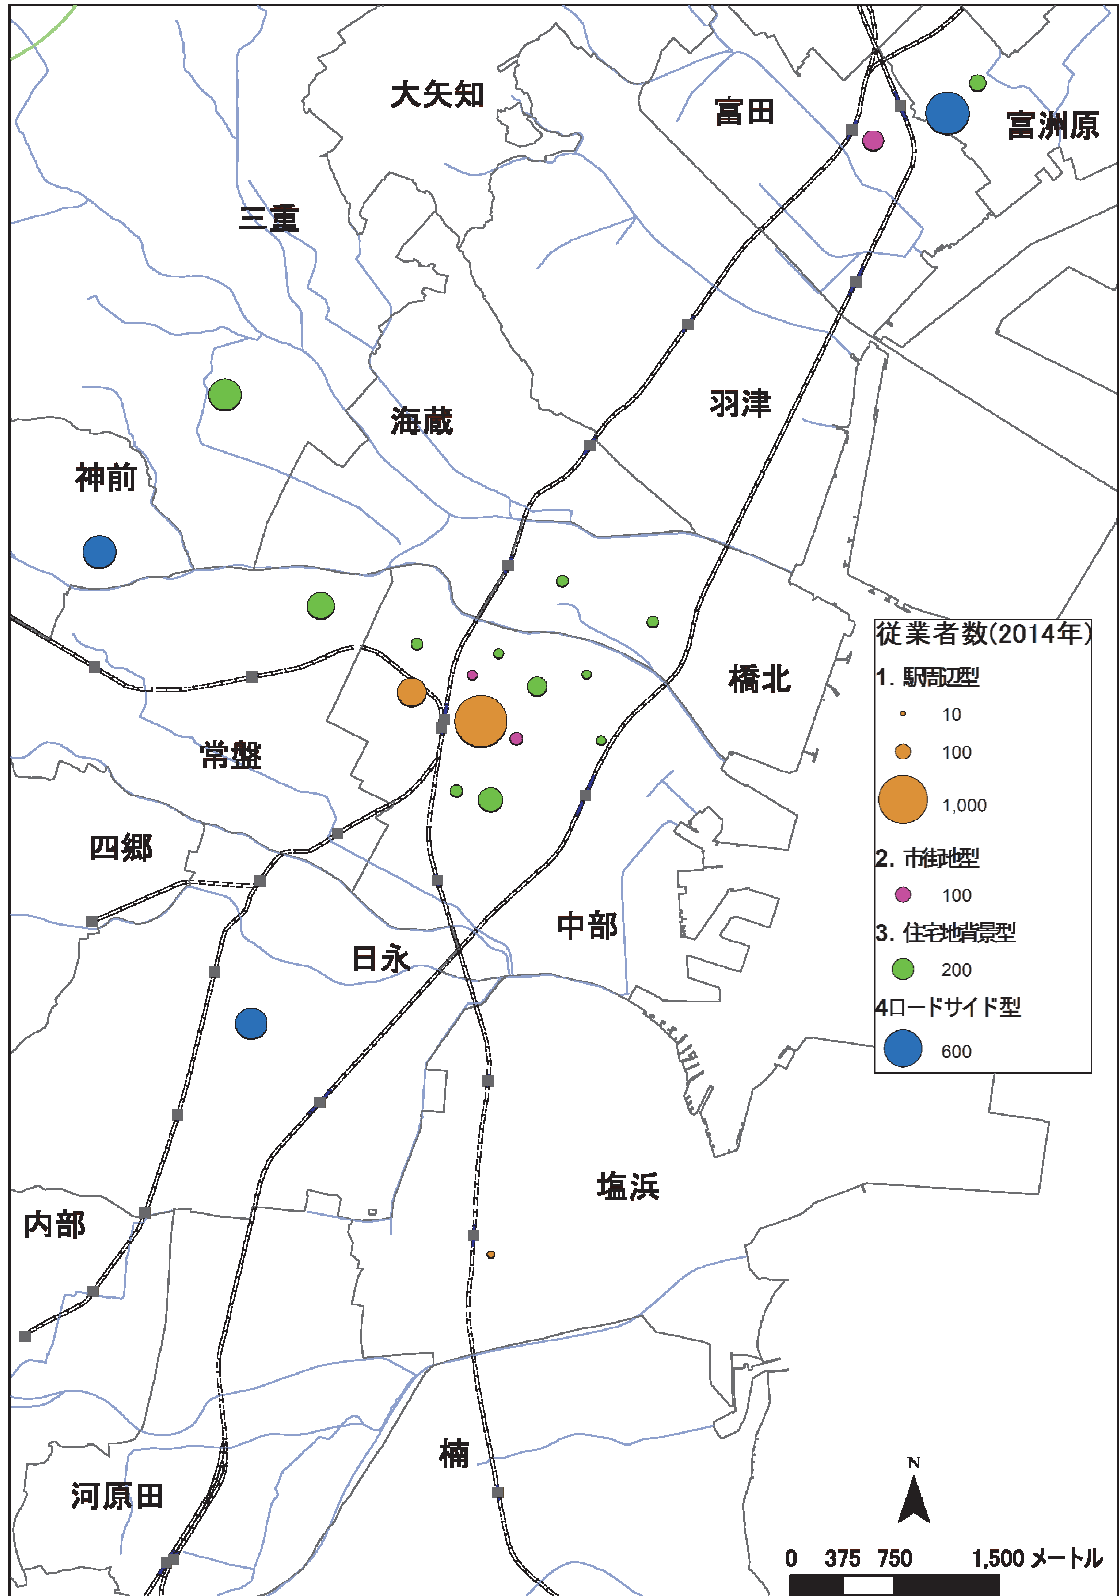 大矢知
富田
富洲原
三重
羽津
海蔵
神前
従業者数(2014年)
1. 駅周辺型
10
100
1,000
2. 市街地型
100
3. 住宅地背景型
200
4ロードサイド型
600
橋北
常盤
四郷
中部
日永
塩浜
内部
楠
河原田
N
0 375 750 1,500 メートル